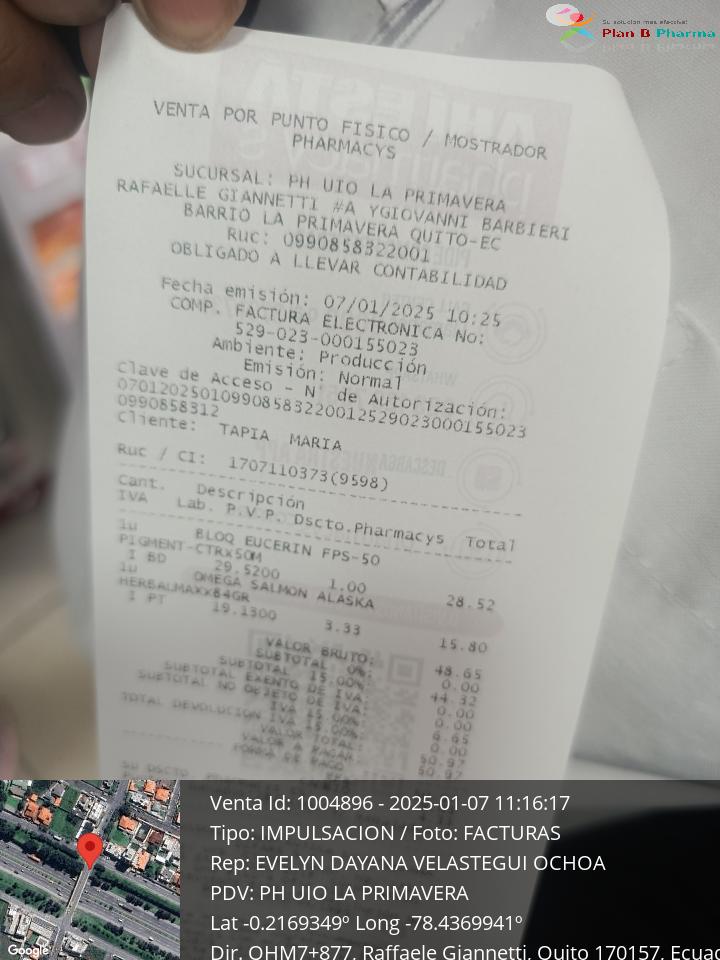 Su solucion mas efectiva!
Plan B Pharma
VENTA POR PUNTO FISICO / MOSTRADOR
PHARMACYS
SUCURSAL: PH UIO LA PRIMAVERA
RAFAELLE GIANNETTI #A YGIOVANNI BARBIERI
BARRIO LA PRIMAVERA QUITO-EC
Ruc: 0990858322001
OBLIGADO A LLEVAR CONTABILIDAD
Fecha emisión: 07/01/2025 10:25
COMP. FACTURA ELECTRONICA No:
529-023-000155023
Ambiente: Producción
Emisión: Normal
Clave de Acceso - N° de Autorización:
070120250109908583220012529023000155023
0990858312
Cliente: TAPIA MARIA
Ruc / CI: 1707110373(9598)
Cant. Descripción
IVA Lab. P.V.P. Dscto.Pharmacys Total
1u BLOQ EUCERIN FPS-50
PIGMENT-CTRX50M
I BD 29.5200 1.00 28.52
1u OMEGA SALMON ALASKA
HERBALMAXX84GR
I PT 19.1300 3.33 15.80
VALOR BRUTO: 48.65
SUBTOTAL 0%: 0.00
SUBTOTAL 15.00%: 44.32
SUBTOTAL EXENTO DE IVA: 0.00
SUBTOTAL NO OBJETO DE IVA: 0.00
IVA 15.00%: 6.65
TOTAL DEVOLUCION IVA 15.00%: 0.00
VALOR TOTAL: 50.97
VALOR A PAGAR: 50.97
FORMA DE PAGO
SU DSCTO
Venta Id: 1004896 - 2025-01-07 11:16:17
Tipo: IMPULSACION / Foto: FACTURAS
Rep: EVELYN DAYANA VELASTEGUI OCHOA
PDV: PH UIO LA PRIMAVERA
Lat -0.2169349º Long -78.4369941º
Dir. QHM7+877, Raffaele Giannetti, Quito 170157, Ecuad
Google